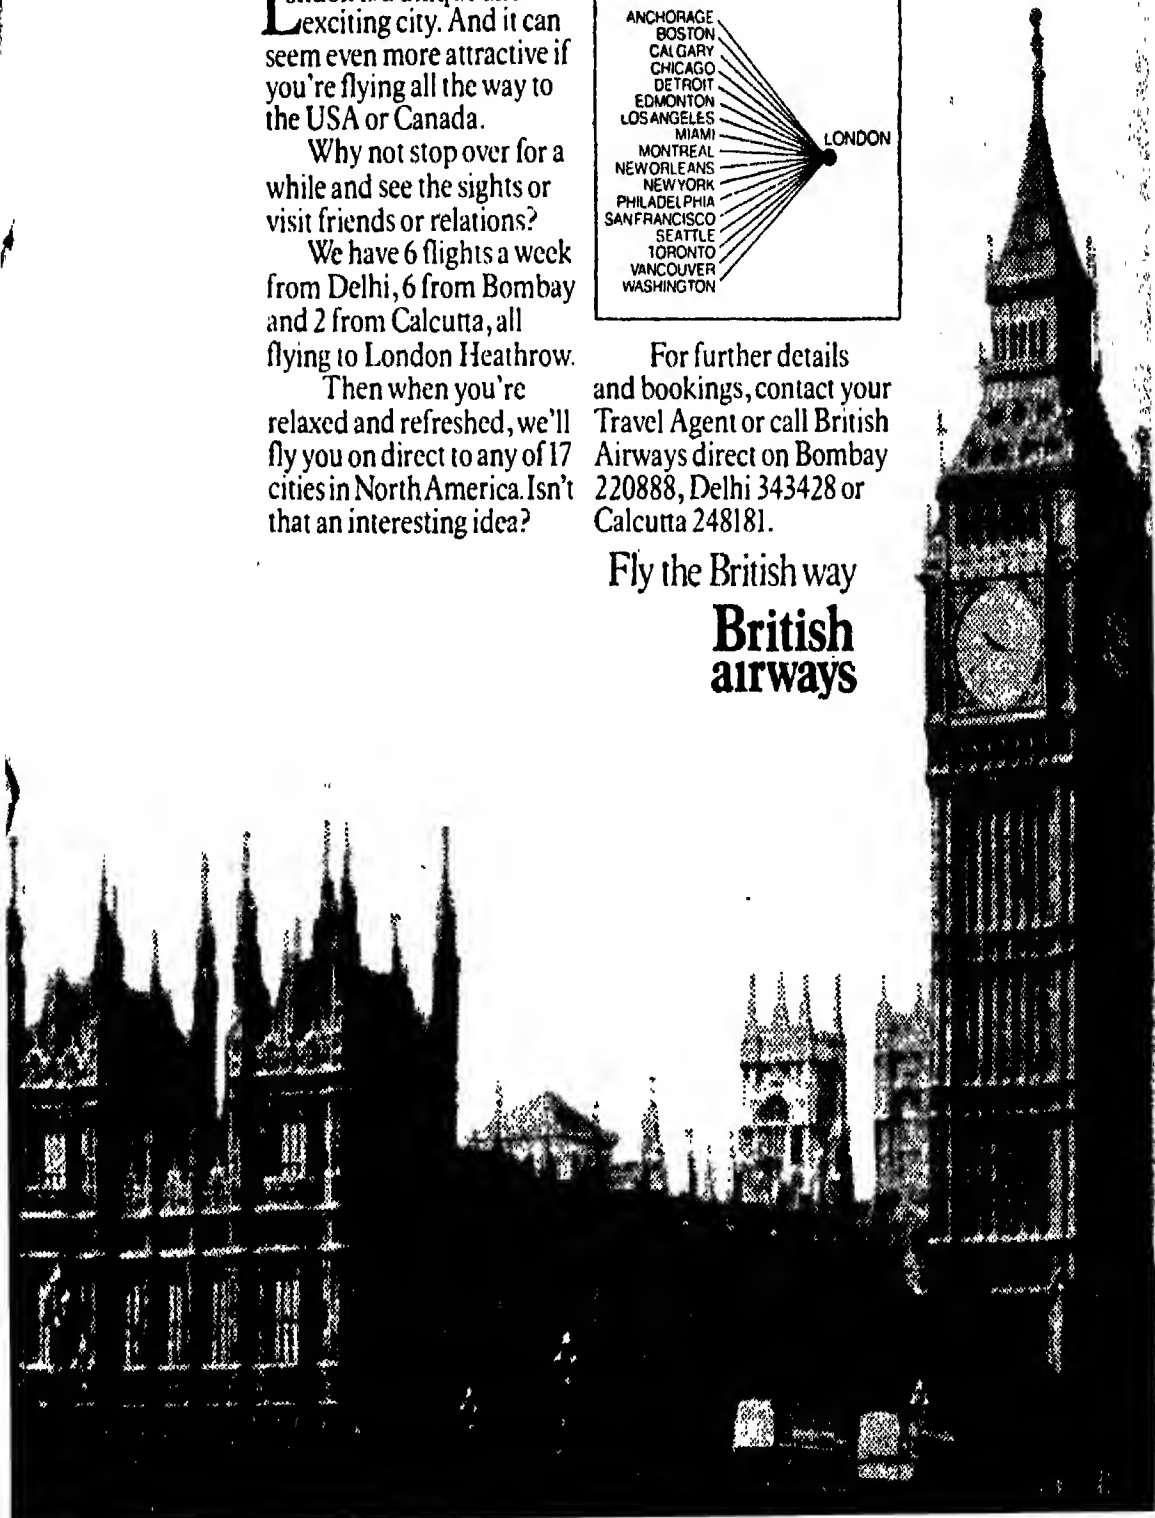 exciting city. And it can
seem even more attractive if
you're flying all the way to
the USA or Canada.
Why not stop over for a
while and see the sights or
visit friends or relations?
We have 6 flights a week
from Delhi, 6 from Bombay
and 2 from Calcutta, all
flying to London Heathrow.
Then when you're
relaxed and refreshed, we'll
fly you on direct to any of 17
cities in North America. Isn't
that an interesting idea?
ANCHORAGE
BOSTON
CALGARY
CHICAGO
DETROIT
EDMONTON
LOS ANGELES
MIAMI
MONTREAL
NEW ORLEANS
NEW YORK
PHILADELPHIA
SAN FRANCISCO
SEATTLE
TORONTO
VANCOUVER
WASHINGTON
LONDON
For further details
and bookings, contact your
Travel Agent or call British
Airways direct on Bombay
220888, Delhi 343428 or
Calcutta 248181.
Fly the British way
British
airways